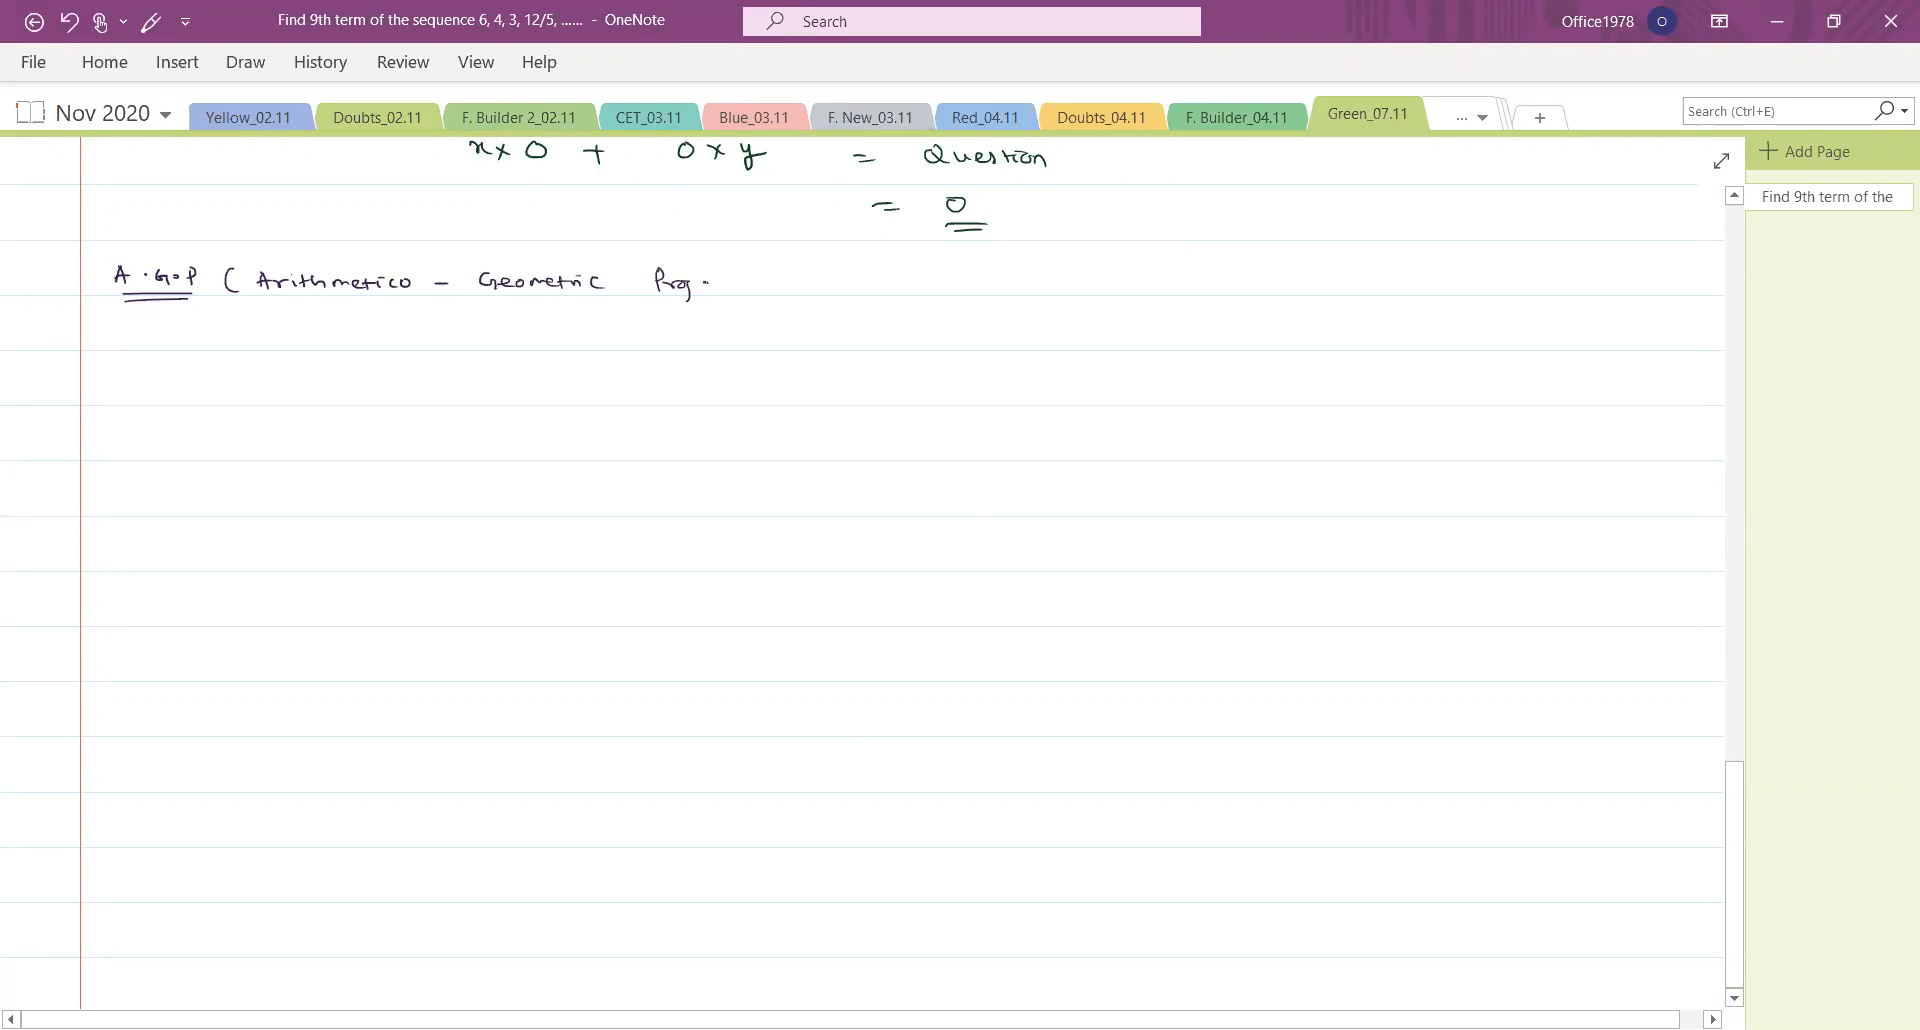 Find 9th term of the sequence 6, 4, 3, 12/5, ...... - OneNote
Search
Office1978 O
File Home Insert Draw History Review View Help
Nov 2020
Yellow_02.11 Doubts_02.11 F. Builder 2_02.11 CET_03.11 Blue_03.11 F. New_03.11 Red_04.11 Doubts_04.11 F. Builder_04.11 Green_07.11 ... +
Search (Ctrl+E)
Add Page
Find 9th term of the
x × 0 + 0 × y = Question
= 0
A.G.P ( Arithmetico - Geometric Prog.